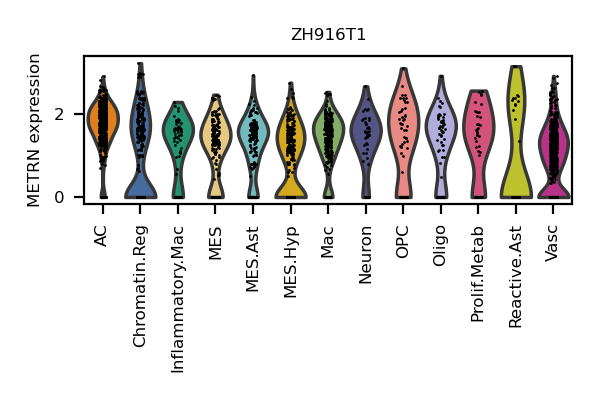 ZH916T1
METRN expression
2
0
AC
Chromatin.Reg
Inflammatory.Mac
MES
MES.Ast
MES.Hyp
Mac
Neuron
OPC
Oligo
Prolif.Metab
Reactive.Ast
Vasc